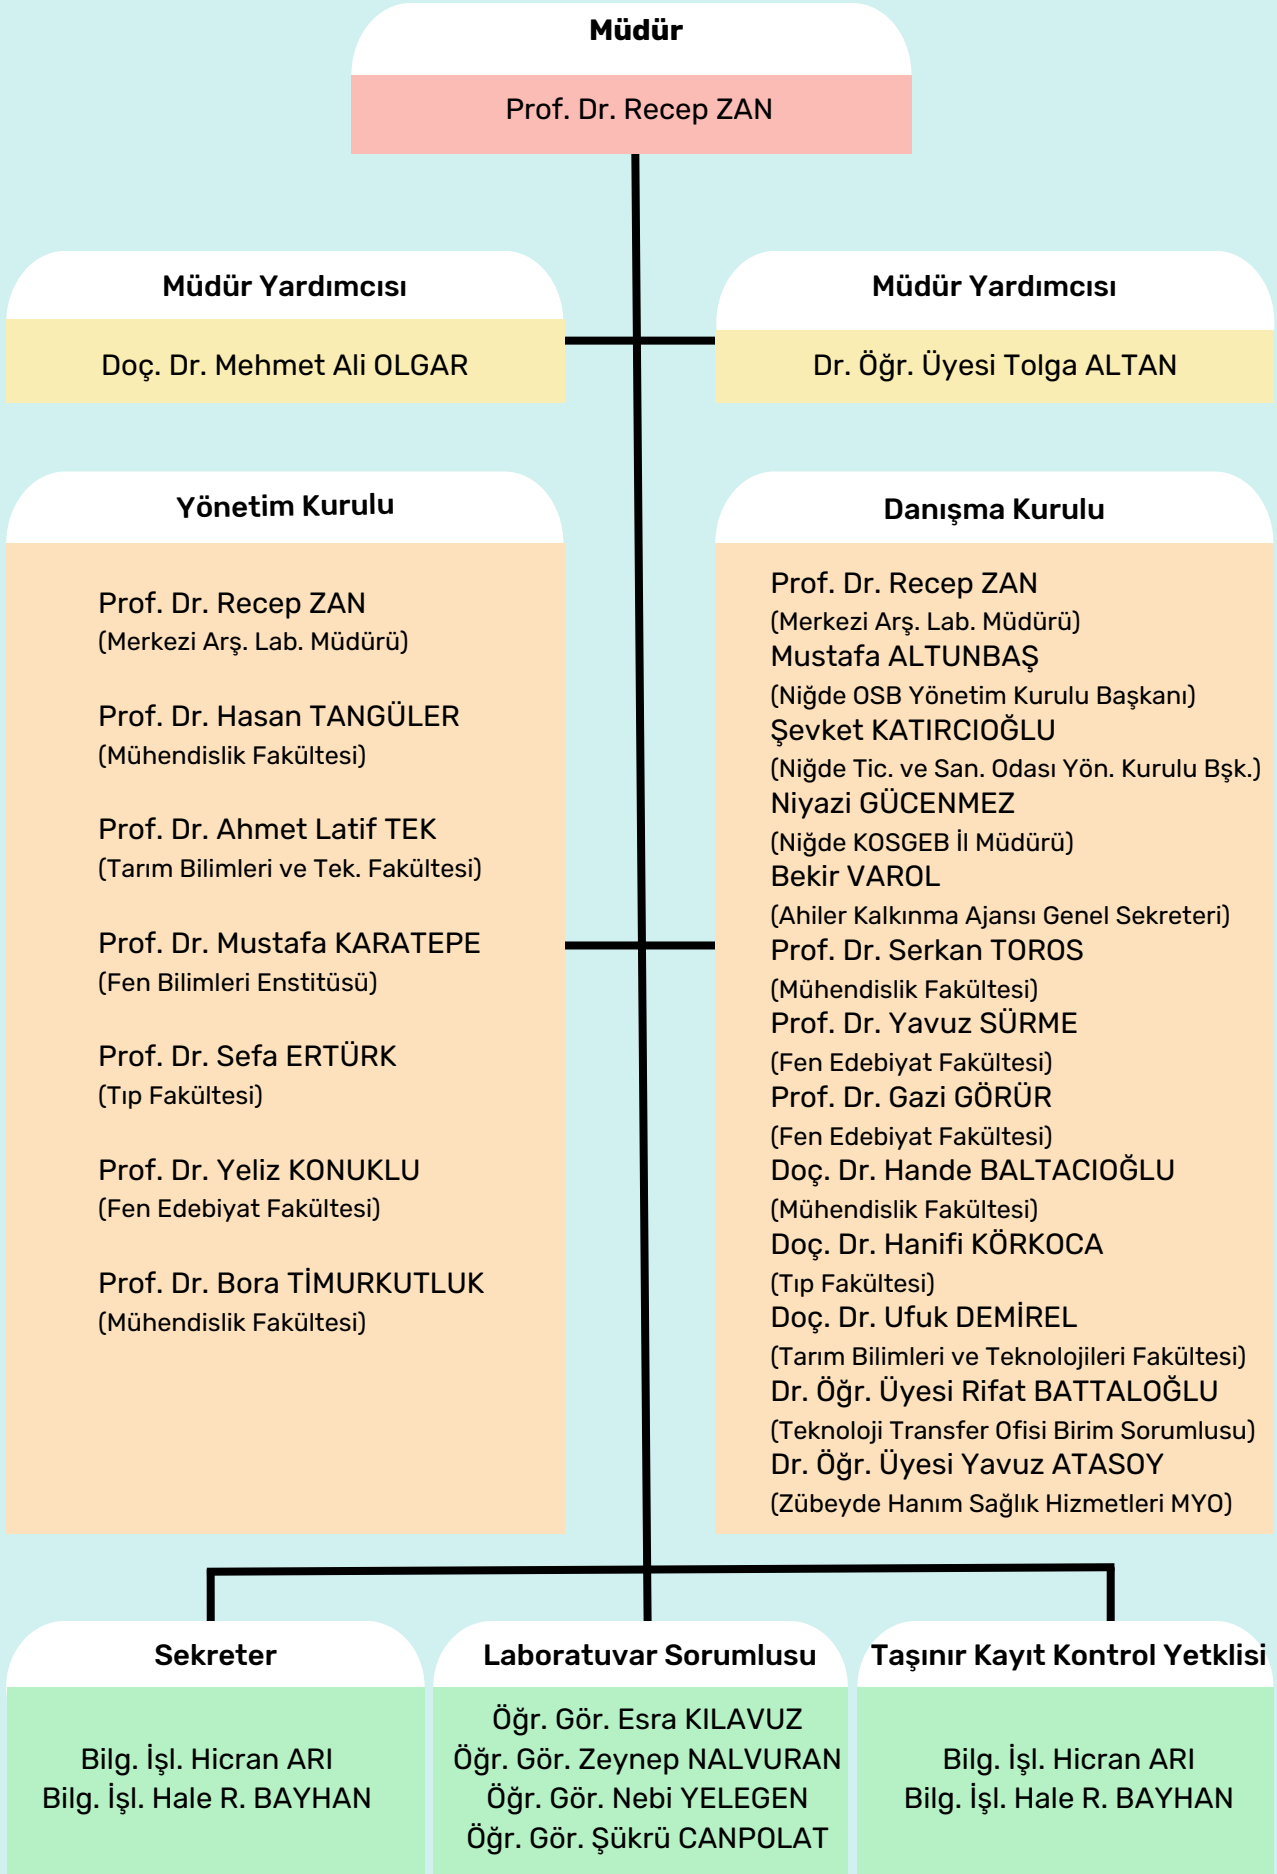 Müdür
Prof. Dr. Recep ZAN
Müdür Yardımcısı
Doç. Dr. Mehmet Ali OLGAR
Müdür Yardımcısı
Dr. Öğr. Üyesi Tolga ALTAN
Yönetim Kurulu
Prof. Dr. Recep ZAN
(Merkezi Arş. Lab. Müdürü)
Prof. Dr. Hasan TANGÜLER
(Mühendislik Fakültesi)
Prof. Dr. Ahmet Latif TEK
(Tarım Bilimleri ve Tek. Fakültesi)
Prof. Dr. Mustafa KARATEPE
(Fen Bilimleri Enstitüsü)
Prof. Dr. Sefa ERTÜRK
(Tıp Fakültesi)
Prof. Dr. Yeliz KONUKLU
(Fen Edebiyat Fakültesi)
Prof. Dr. Bora TİMURKUTLUK
(Mühendislik Fakültesi)
Danışma Kurulu
Prof. Dr. Recep ZAN
(Merkezi Arş. Lab. Müdürü)
Mustafa ALTUNBAŞ
(Niğde OSB Yönetim Kurulu Başkanı)
Şevket KATIRCIOĞLU
(Niğde Tic. ve San. Odası Yön. Kurulu Bşk.)
Niyazi GÜCENMEZ
(Niğde KOSGEB İl Müdürü)
Bekir VAROL
(Ahiler Kalkınma Ajansı Genel Sekreteri)
Prof. Dr. Serkan TOROS
(Mühendislik Fakültesi)
Prof. Dr. Yavuz SÜRME
(Fen Edebiyat Fakültesi)
Prof. Dr. Gazi GÖRÜR
(Fen Edebiyat Fakültesi)
Doç. Dr. Hande BALTACIOĞLU
(Mühendislik Fakültesi)
Doç. Dr. Hanifi KÖRKOCA
(Tıp Fakültesi)
Doç. Dr. Ufuk DEMİREL
(Tarım Bilimleri ve Teknolojileri Fakültesi)
Dr. Öğr. Üyesi Rifat BATTALOĞLU
(Teknoloji Transfer Ofisi Birim Sorumlusu)
Dr. Öğr. Üyesi Yavuz ATASOY
(Zübeyde Hanım Sağlık Hizmetleri MYO)
Sekreter
Bilg. İşl. Hicran ARI
Bilg. İşl. Hale R. BAYHAN
Laboratuvar Sorumlusu
Öğr. Gör. Esra KILAVUZ
Öğr. Gör. Zeynep NALVURAN
Öğr. Gör. Nebi YELEGEN
Öğr. Gör. Şükrü CANPOLAT
Taşınır Kayıt Kontrol Yetklisi
Bilg. İşl. Hicran ARI
Bilg. İşl. Hale R. BAYHAN